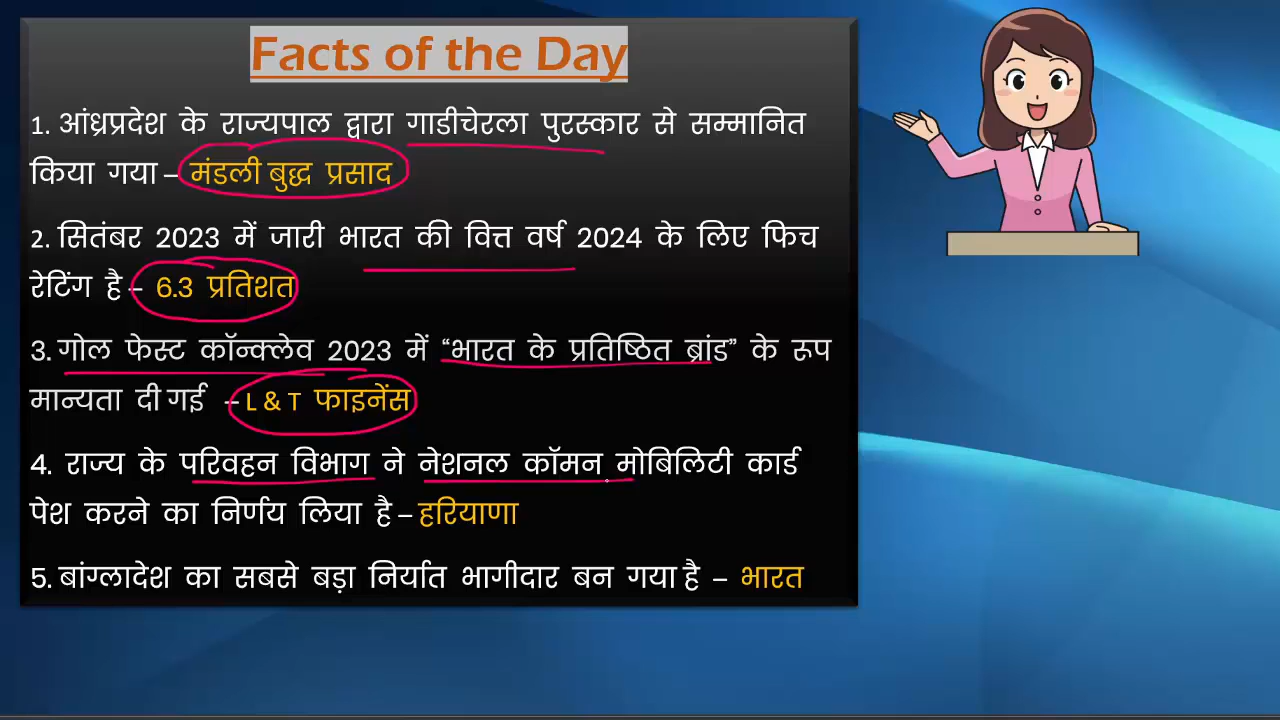 Facts of the Day
1. आंध्रप्रदेश के राज्यपाल द्वारा गाडीचेरला पुरस्कार से सम्मानित
किया गया – मंडली बुद्ध प्रसाद
2. सितंबर 2023 में जारी भारत की वित्त वर्ष 2024 के लिए फिच
रेटिंग है – 6.3 प्रतिशत
3. गोल फेस्ट कॉन्क्लेव 2023 में “भारत के प्रतिष्ठित ब्रांड” के रूप
मान्यता दी गई – L & T फाइनेंस
4. राज्य के परिवहन विभाग ने नेशनल कॉमन मोबिलिटी कार्ड
पेश करने का निर्णय लिया है – हरियाणा
5. बांग्लादेश का सबसे बड़ा निर्यात भागीदार बन गया है – भारत